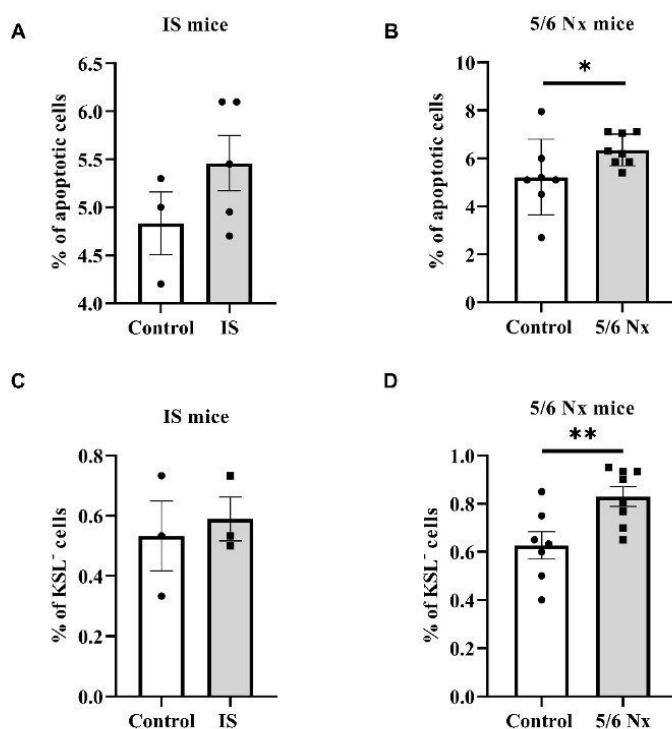 A
IS mice
% of apoptotic cells
6.5
6.0
5.5
5.0
4.5
4.0
Control
IS
B
5/6 Nx mice
*
% of apoptotic cells
10
8
6
4
2
0
Control
5/6 Nx
C
IS mice
% of KSL⁻ cells
0.8
0.6
0.4
0.2
0.0
Control
IS
D
5/6 Nx mice
**
% of KSL⁻ cells
1.0
0.8
0.6
0.4
0.2
0.0
Control
5/6 Nx